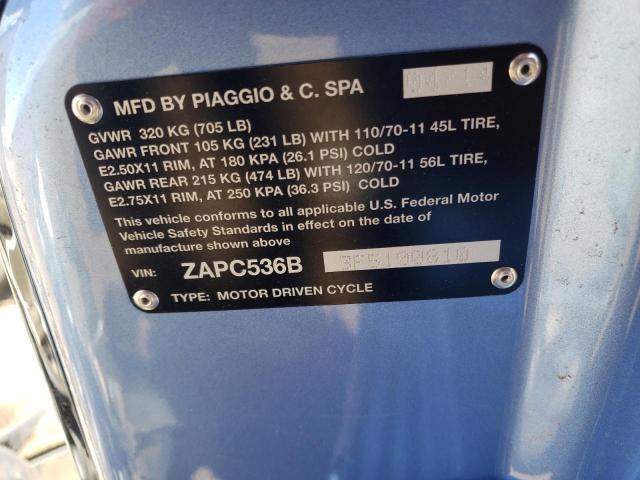 MFD BY PIAGGIO & C. SPA
GVWR 320 KG (705 LB)
GAWR FRONT 105 KG (231 LB) WITH 110/70-11 45L TIRE,
E2.50X11 RIM, AT 180 KPA (26.1 PSI) COLD
GAWR REAR 215 KG (474 LB) WITH 120/70-11 56L TIRE,
E2.75X11 RIM, AT 250 KPA (36.3 PSI) COLD
This vehicle conforms to all applicable U.S. Federal Motor
Vehicle Safety Standards in effect on the date of
manufacture shown above
VIN: ZAPC536B 3F5100810
TYPE: MOTOR DRIVEN CYCLE